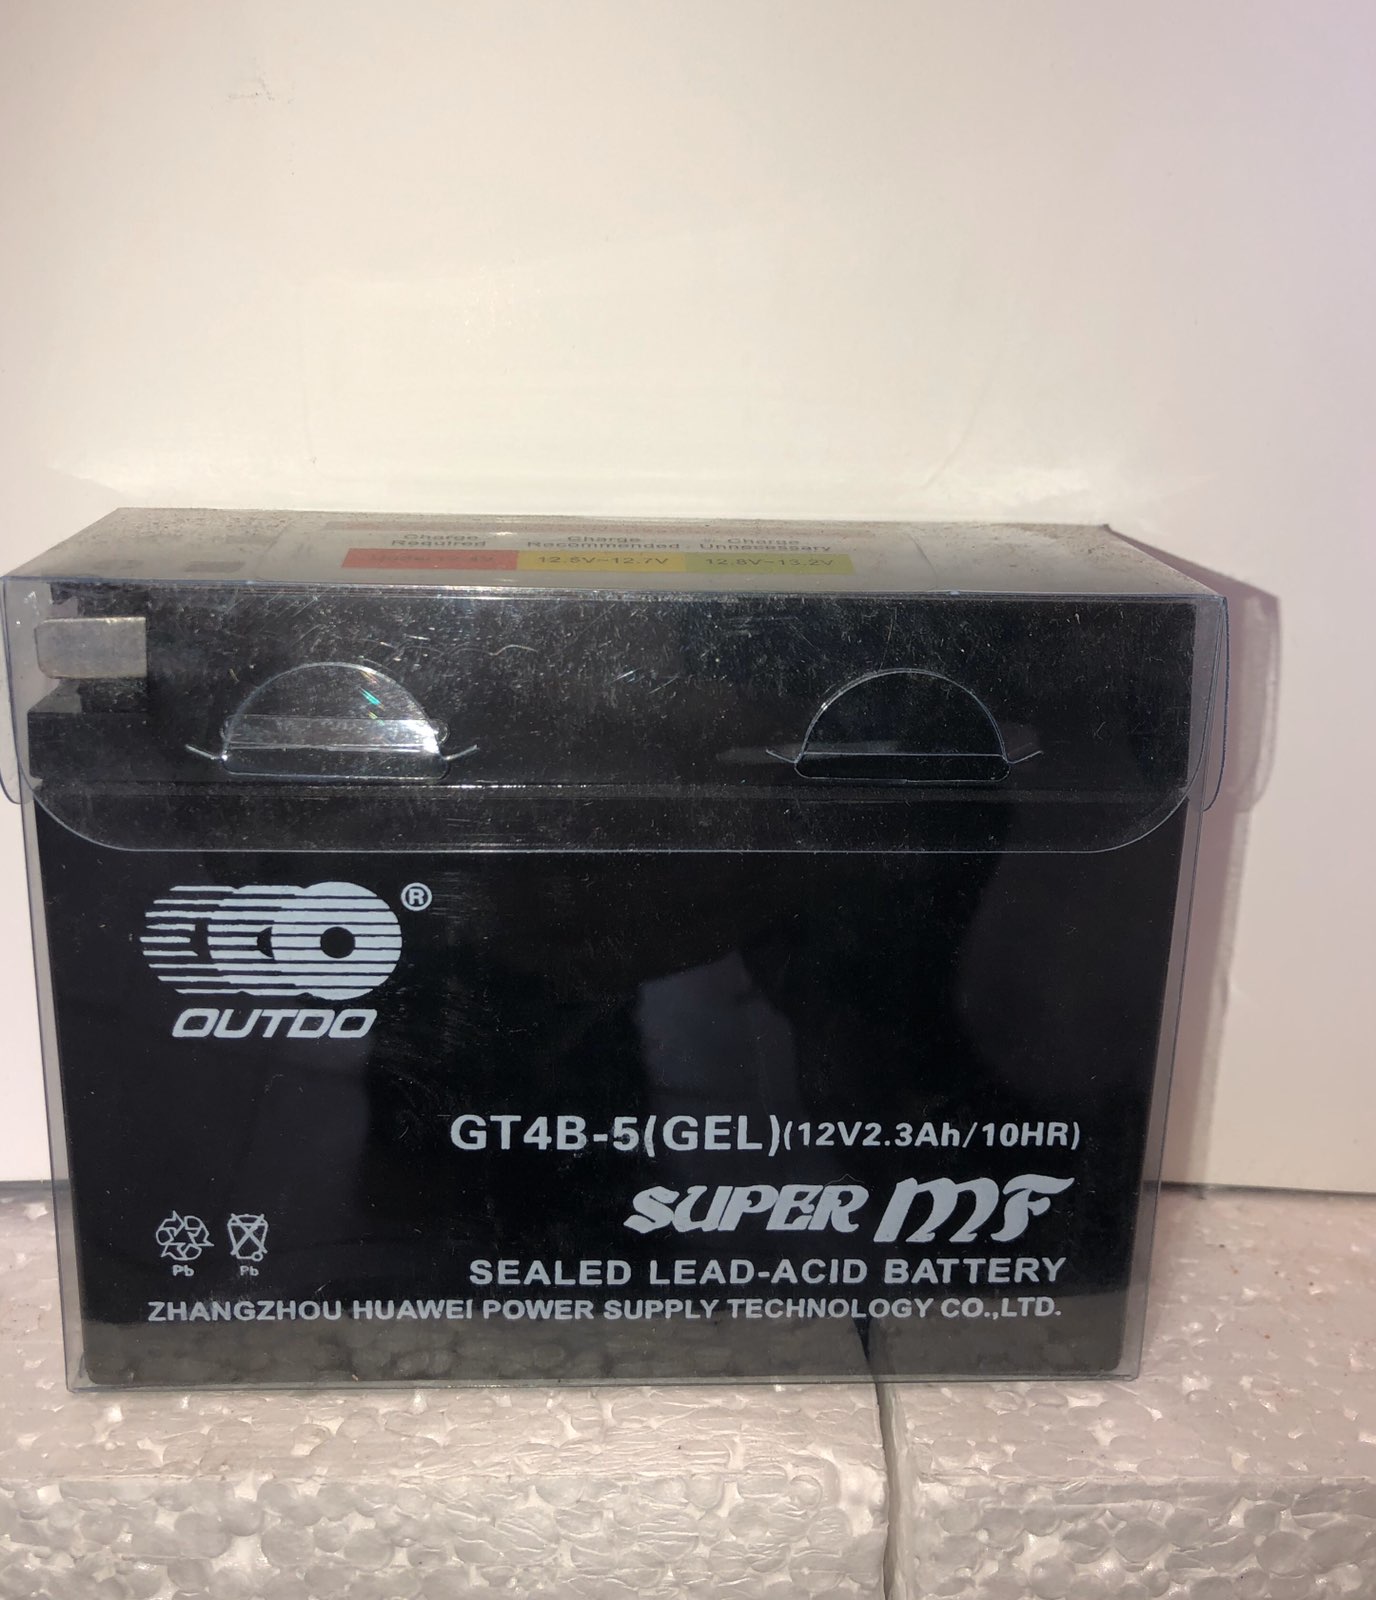 Charge Charge Charge
Required Recommended Unnecessary
12.5V~12.7V 12.8V~13.2V
®
OUTDO
GT4B-5(GEL)(12V2.3Ah/10HR)
SUPER MF
Pb Pb
SEALED LEAD-ACID BATTERY
ZHANGZHOU HUAWEI POWER SUPPLY TECHNOLOGY CO.,LTD.